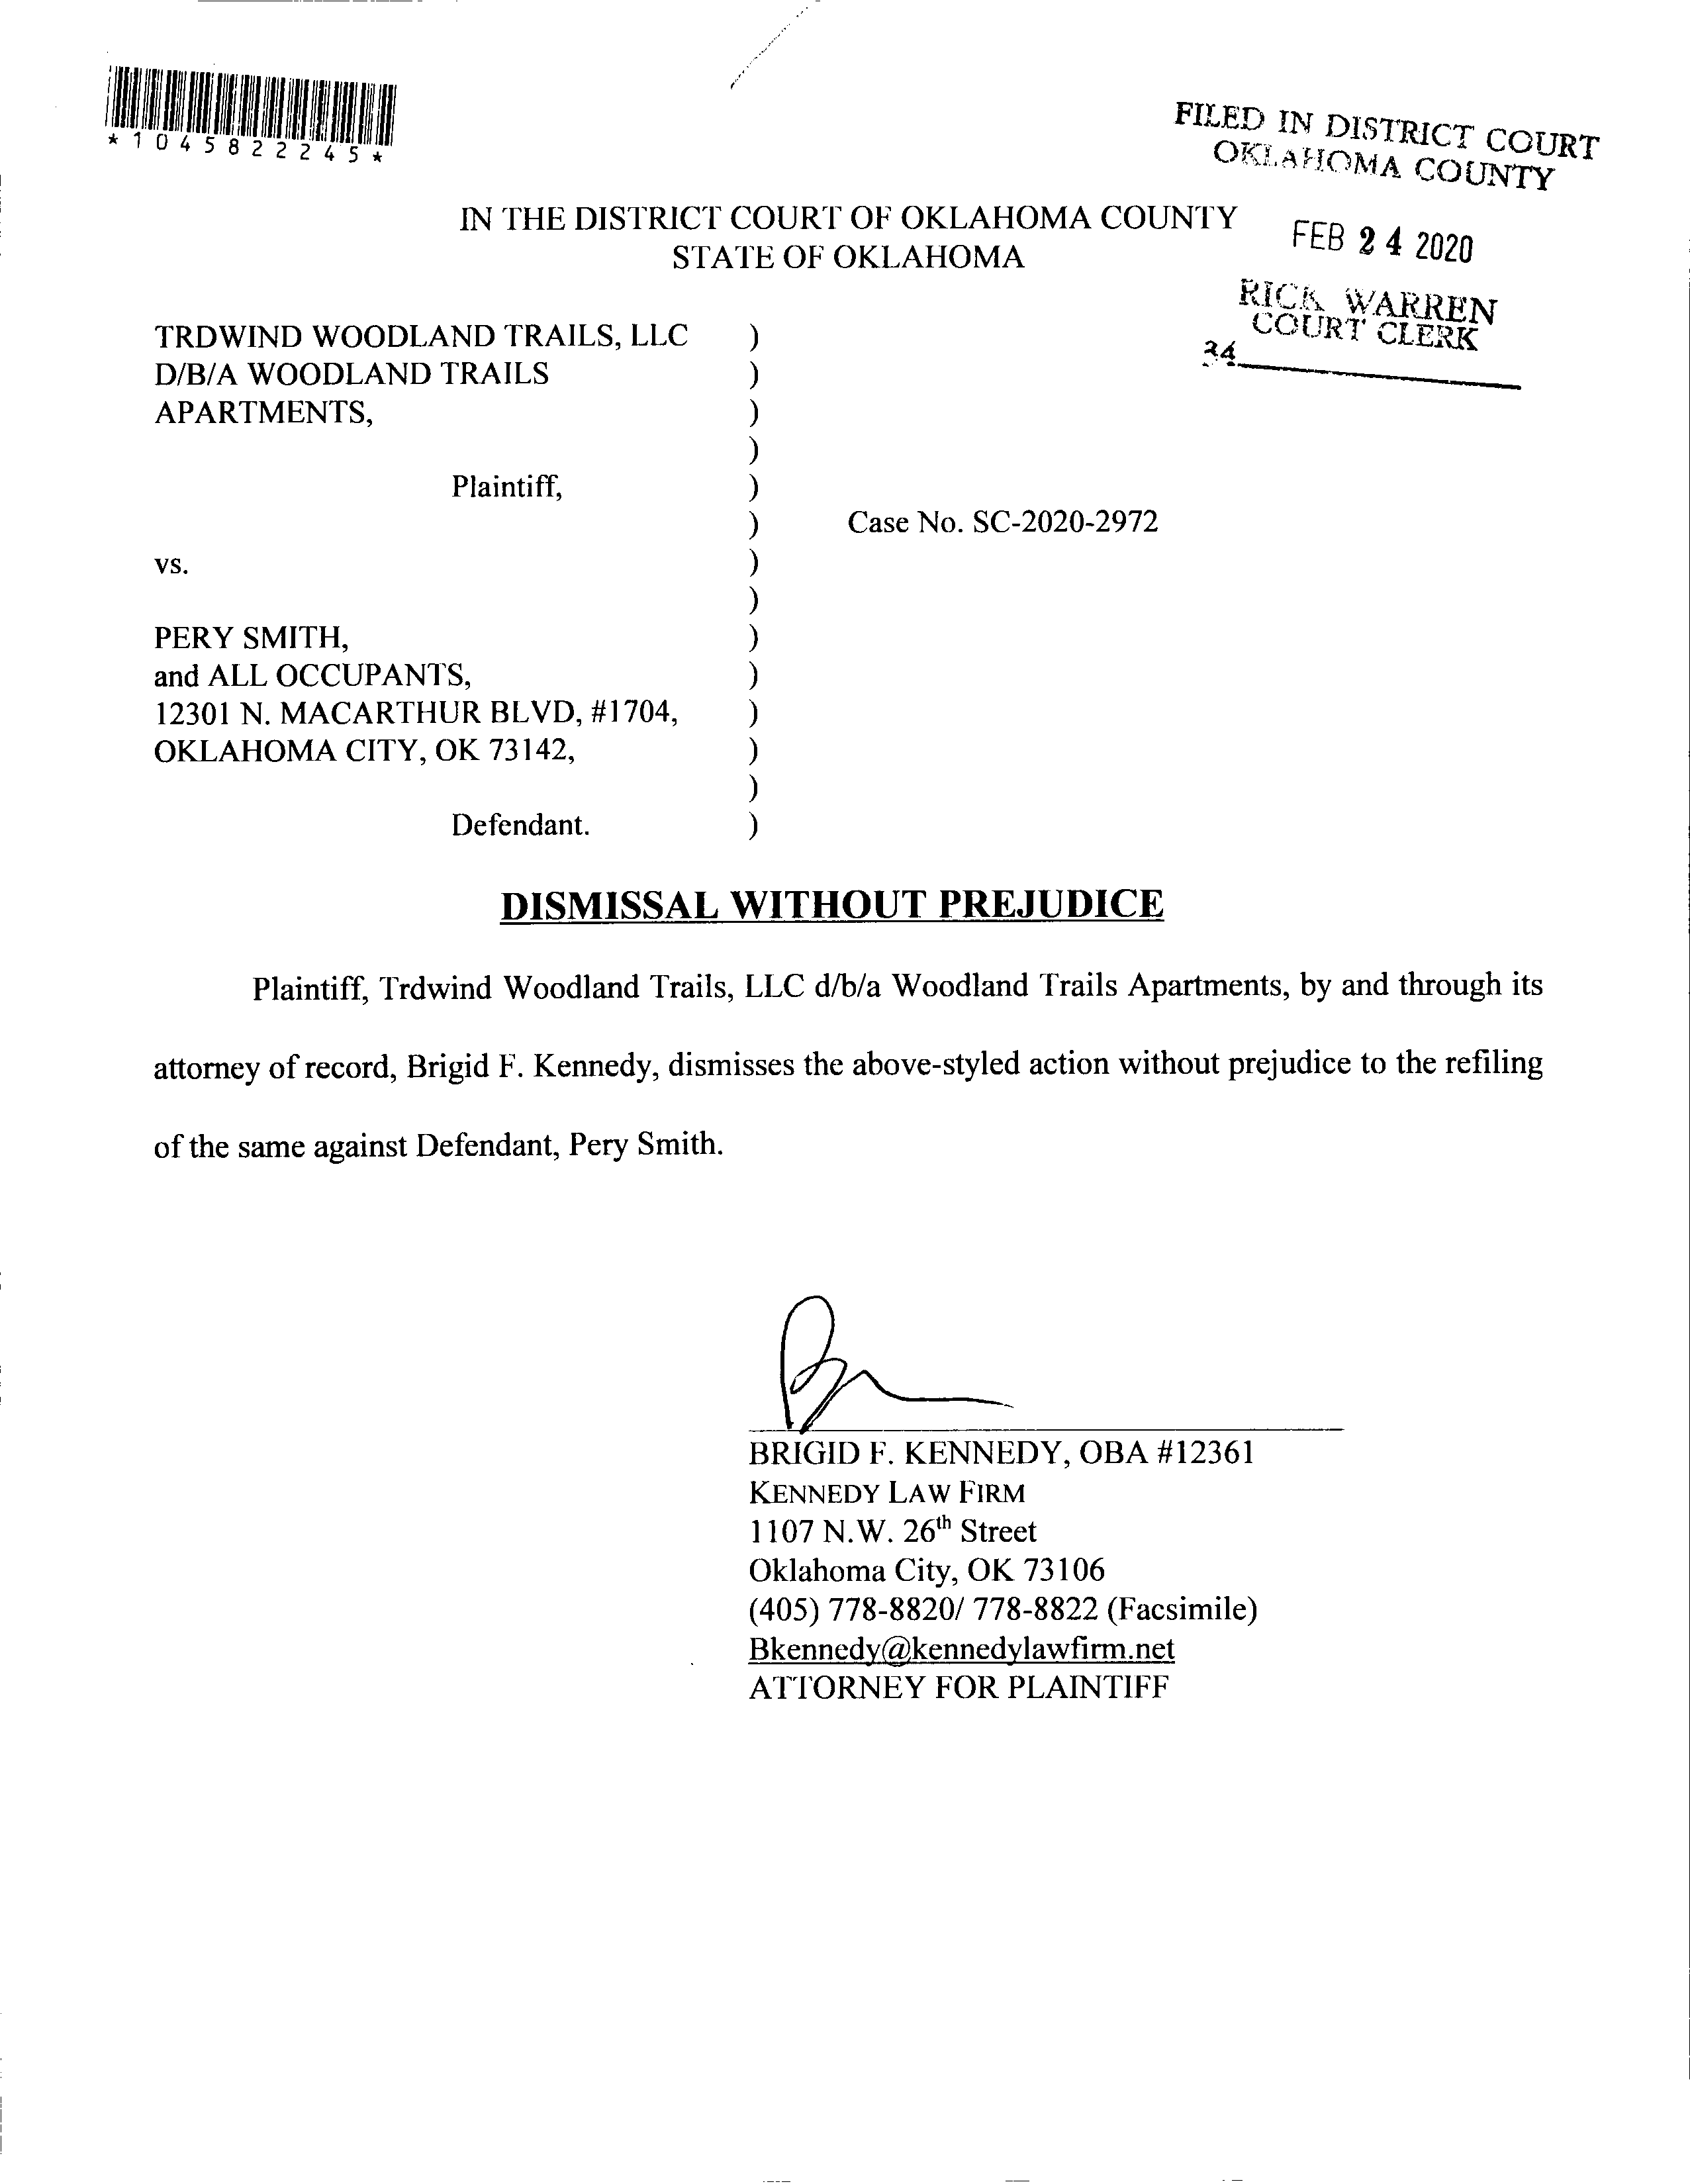 *1045822245*
FILED IN DISTRICT COURT
OKLAHOMA COUNTY
FEB 24 2020
RICK WARREN
COURT CLERK
34
IN THE DISTRICT COURT OF OKLAHOMA COUNTY
STATE OF OKLAHOMA
TRDWIND WOODLAND TRAILS, LLC )
D/B/A WOODLAND TRAILS )
APARTMENTS, )
)
Plaintiff, )
) Case No. SC-2020-2972
vs. )
)
PERY SMITH, )
and ALL OCCUPANTS, )
12301 N. MACARTHUR BLVD, #1704, )
OKLAHOMA CITY, OK 73142, )
)
Defendant. )
DISMISSAL WITHOUT PREJUDICE
Plaintiff, Trdwind Woodland Trails, LLC d/b/a Woodland Trails Apartments, by and through its
attorney of record, Brigid F. Kennedy, dismisses the above-styled action without prejudice to the refiling
of the same against Defendant, Pery Smith.
BRIGID F. KENNEDY, OBA #12361
KENNEDY LAW FIRM
1107 N.W. 26th Street
Oklahoma City, OK 73106
(405) 778-8820/ 778-8822 (Facsimile)
Bkennedy@kennedylawfirm.net
ATTORNEY FOR PLAINTIFF